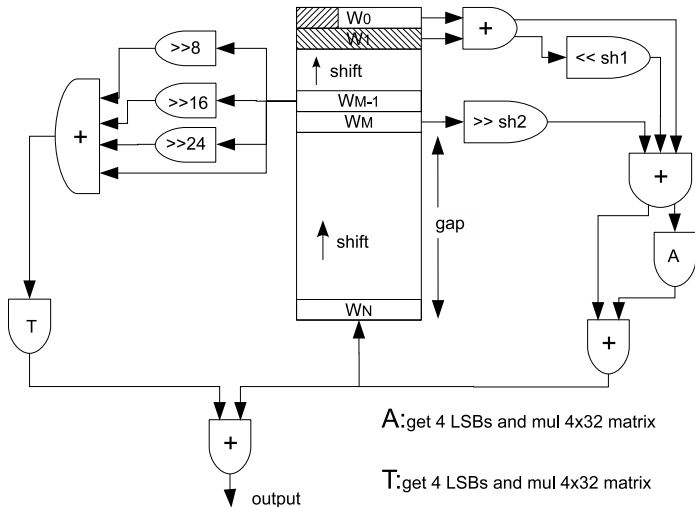 W0
>>8
W1
+
<< sh1
shift
>>16
WM-1
WM
>> sh2
+
>>24
+
gap
shift
A
WN
T
+
+
A:get 4 LSBs and mul 4x32 matrix
T:get 4 LSBs and mul 4x32 matrix
output